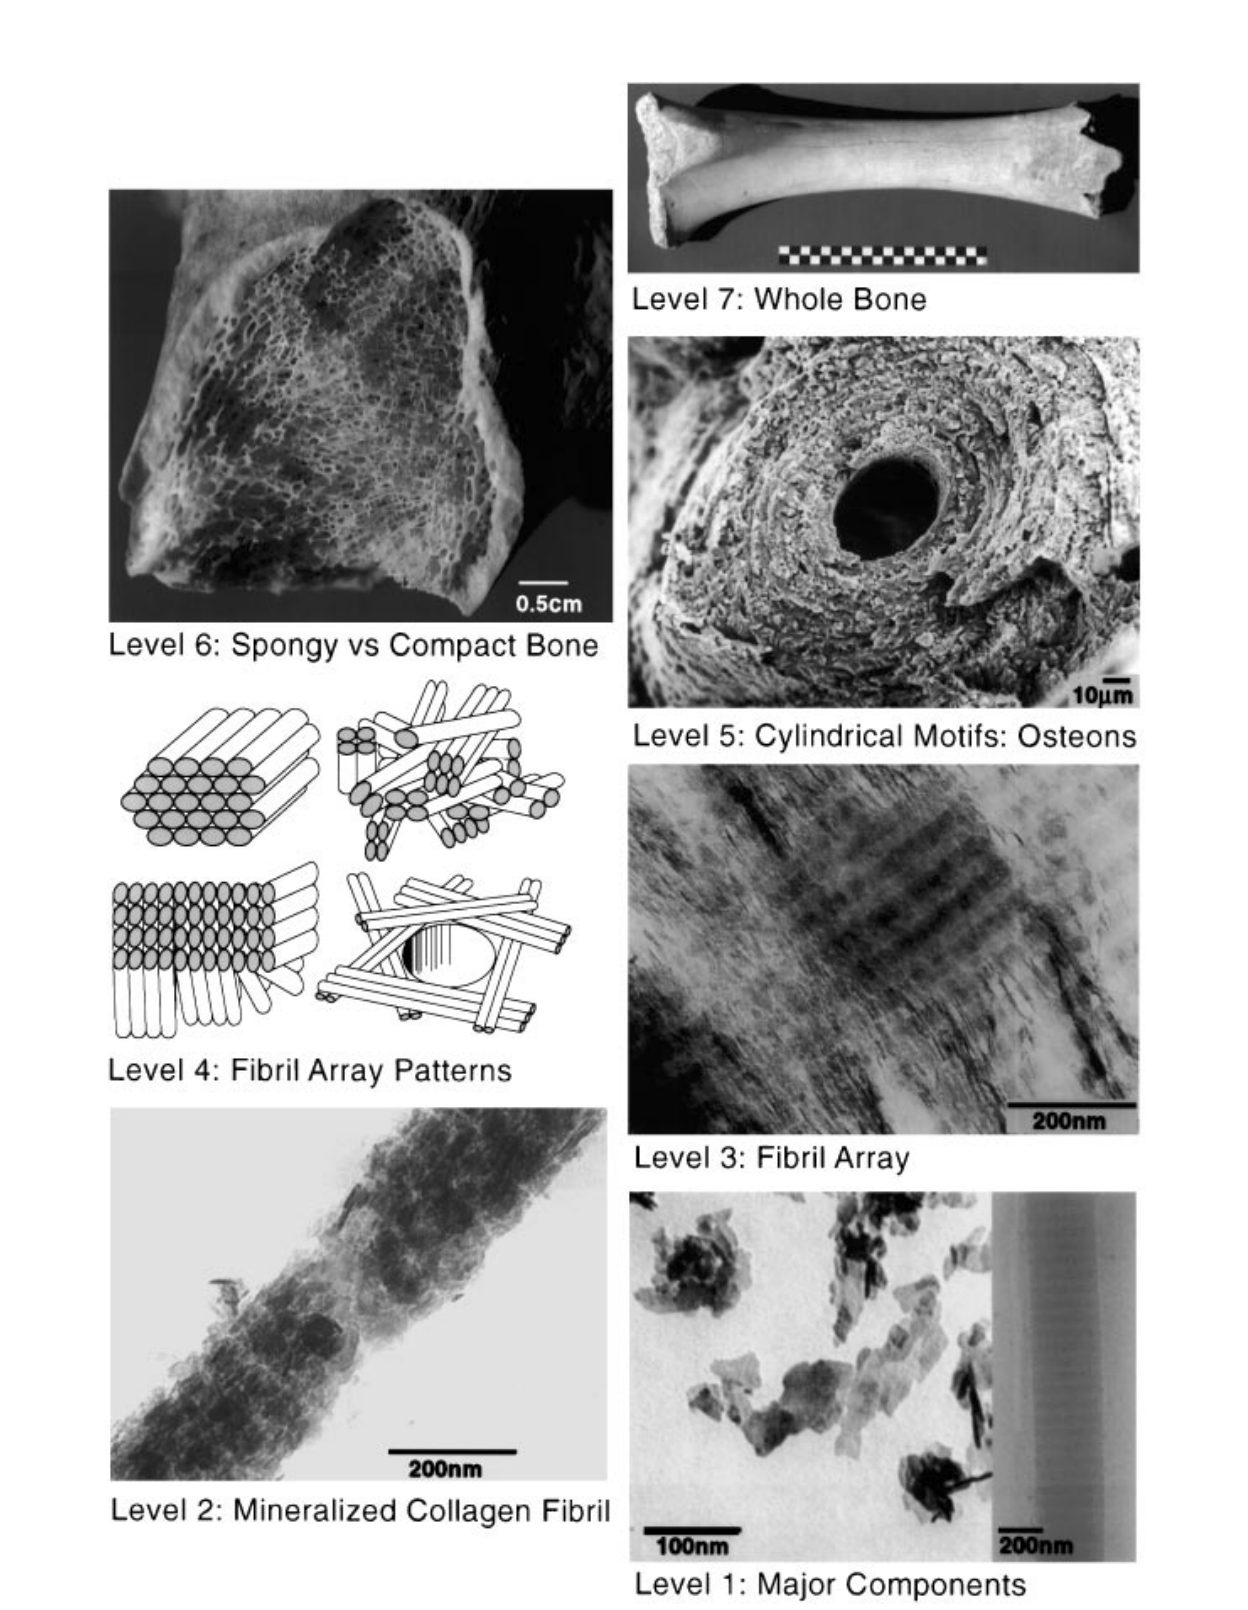 Level 7: Whole Bone
0.5cm
Level 6: Spongy vs Compact Bone
10µm
Level 5: Cylindrical Motifs: Osteons
Level 4: Fibril Array Patterns
200nm
Level 3: Fibril Array
200nm
Level 2: Mineralized Collagen Fibril
100nm
200nm
Level 1: Major Components